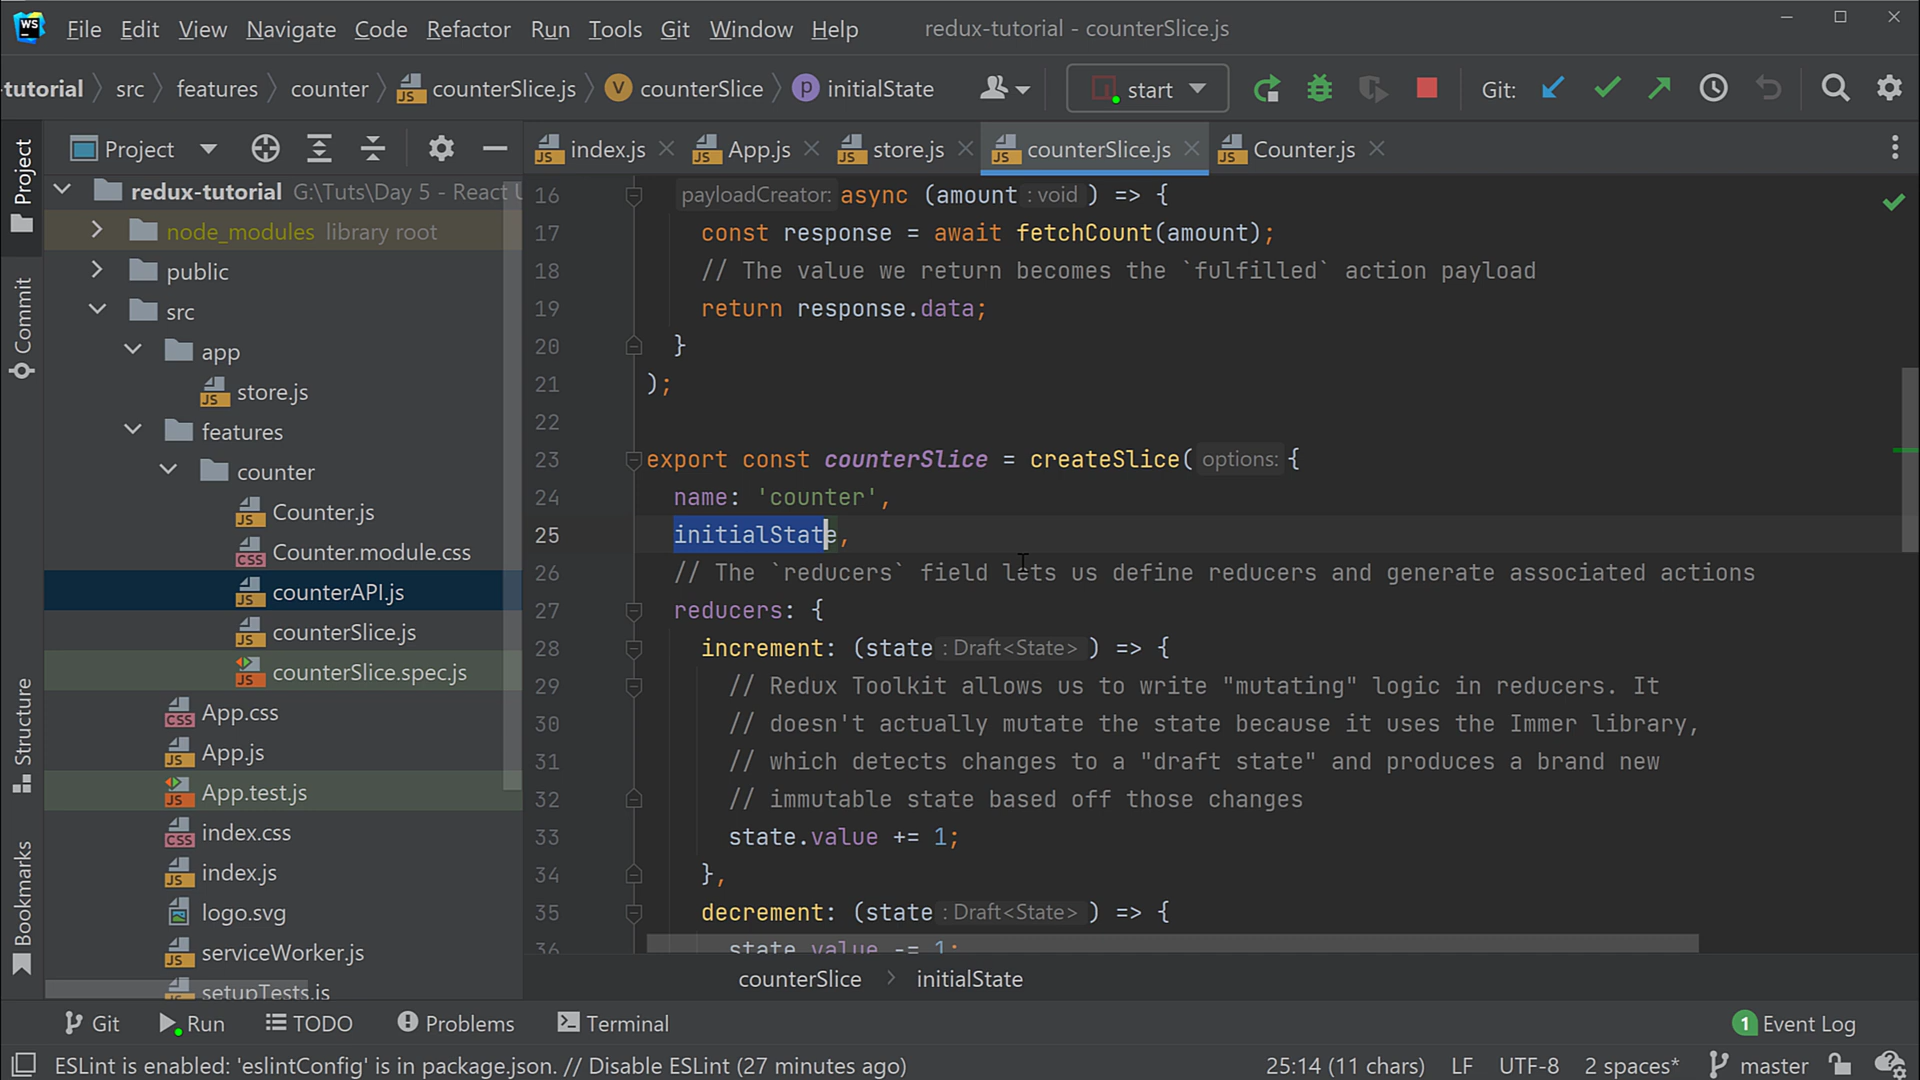 WS File Edit View Navigate Code Refactor Run Tools Git Window Help redux-tutorial - counterSlice.js
-tutorial src features counter counterSlice.js V counterSlice p initialState start Git:
Project
Commit
Structure
Bookmarks
Project
redux-tutorial G:\Tuts\Day 5 - React U
node_modules library root
public
src
app
store.js
features
counter
Counter.js
Counter.module.css
counterAPI.js
counterSlice.js
counterSlice.spec.js
App.css
App.js
App.test.js
index.css
index.js
logo.svg
serviceWorker.js
setupTests.js
index.js App.js store.js counterSlice.js Counter.js
16 payloadCreator: async (amount : void ) => {
17 const response = await fetchCount(amount);
18 // The value we return becomes the `fulfilled` action payload
19 return response.data;
20 }
21 );
22
23 export const counterSlice = createSlice( options: {
24 name: 'counter',
25 initialState,
26 // The `reducers` field lets us define reducers and generate associated actions
27 reducers: {
28 increment: (state : Draft<State> ) => {
29 // Redux Toolkit allows us to write "mutating" logic in reducers. It
30 // doesn't actually mutate the state because it uses the Immer library,
31 // which detects changes to a "draft state" and produces a brand new
32 // immutable state based off those changes
33 state.value += 1;
34 },
35 decrement: (state : Draft<State> ) => {
36 state.value -= 1;
counterSlice initialState
Git Run TODO Problems Terminal 1 Event Log
ESLint is enabled: 'eslintConfig' is in package.json. // Disable ESLint (27 minutes ago) 25:14 (11 chars) LF UTF-8 2 spaces* master